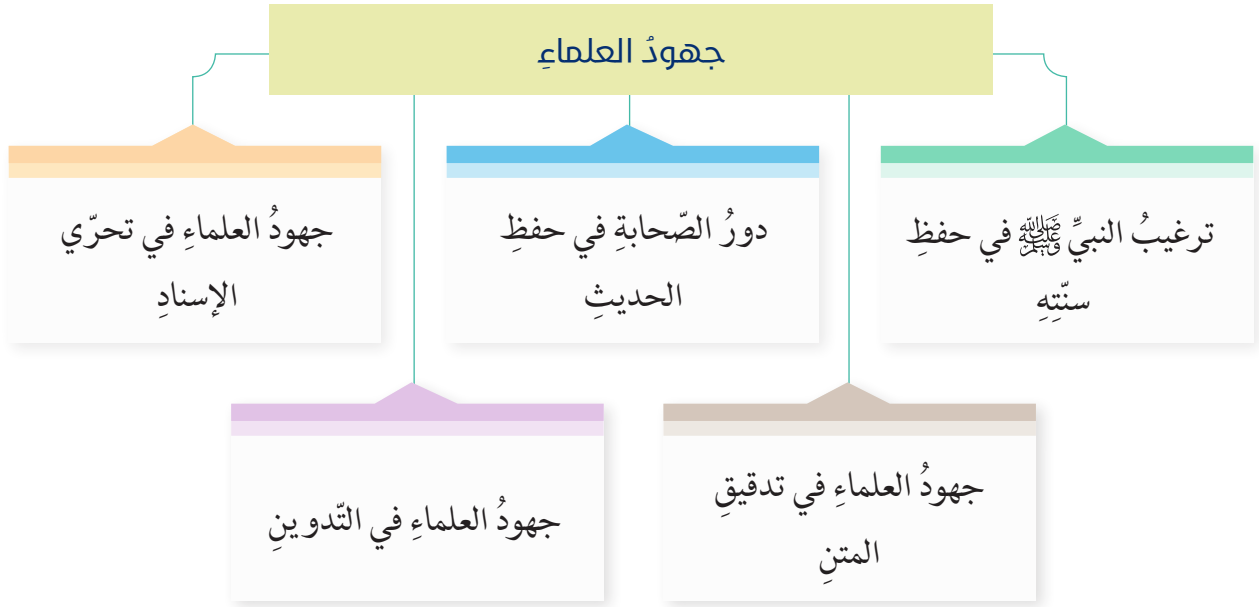 جهودُ العلماءِ
ترغيبُ النبيِّ ﷺ في حفظِ
سنّتِهِ
دورُ الصّحابةِ في حفظِ
الحديثِ
جهودُ العلماءِ في تحرّي
الإسنادِ
جهودُ العلماءِ في تدقيقِ
المتنِ
جهودُ العلماءِ في التّدوينِ